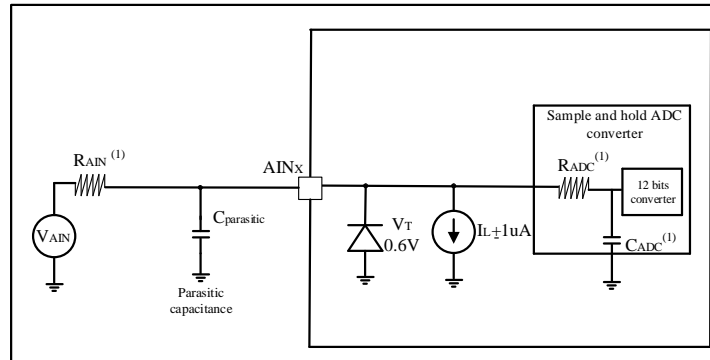 Sample and hold ADC
converter
RAIN(1)
AINx
RADC(1)
12 bits
converter
VAIN
Cparasitic
VT
0.6V
IL±1uA
CADC(1)
Parasitic
capacitance